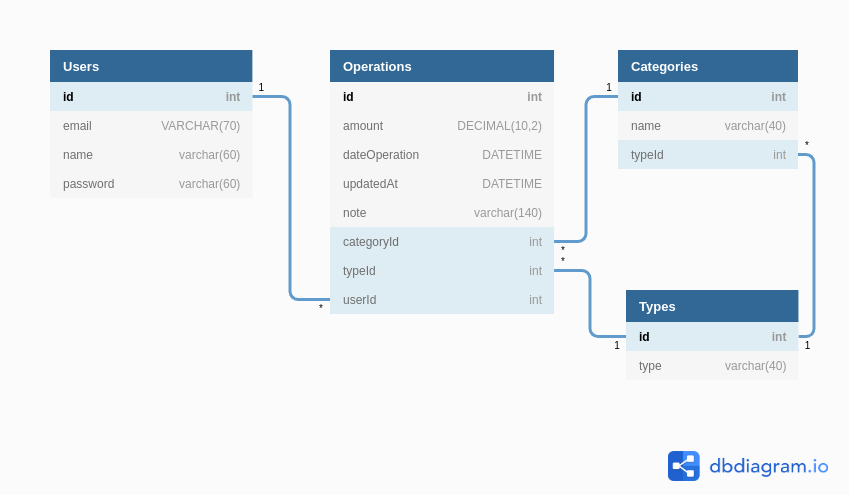 Users
id int
email VARCHAR(70)
name varchar(60)
password varchar(60)
1
*
Operations
id int
amount DECIMAL(10,2)
dateOperation DATETIME
updatedAt DATETIME
note varchar(140)
categoryId int
typeId int
userId int
*
*
1
1
Categories
id int
name varchar(40)
typeId int
*
Types
id int
type varchar(40)
1
dbdiagram.io